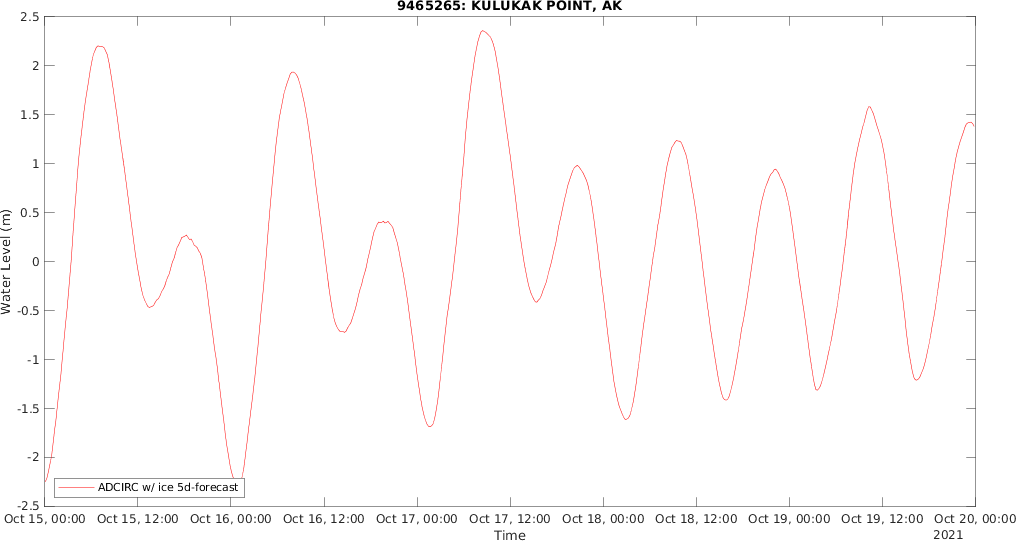 9465265: KULUKAK POINT, AK
2.5
2
1.5
1
0.5
0
-0.5
-1
-1.5
-2
-2.5
Water Level (m)
ADCIRC w/ ice 5d-forecast
Oct 15, 00:00 Oct 15, 12:00 Oct 16, 00:00 Oct 16, 12:00 Oct 17, 00:00 Oct 17, 12:00 Oct 18, 00:00 Oct 18, 12:00 Oct 19, 00:00 Oct 19, 12:00 Oct 20, 00:00
Time
2021